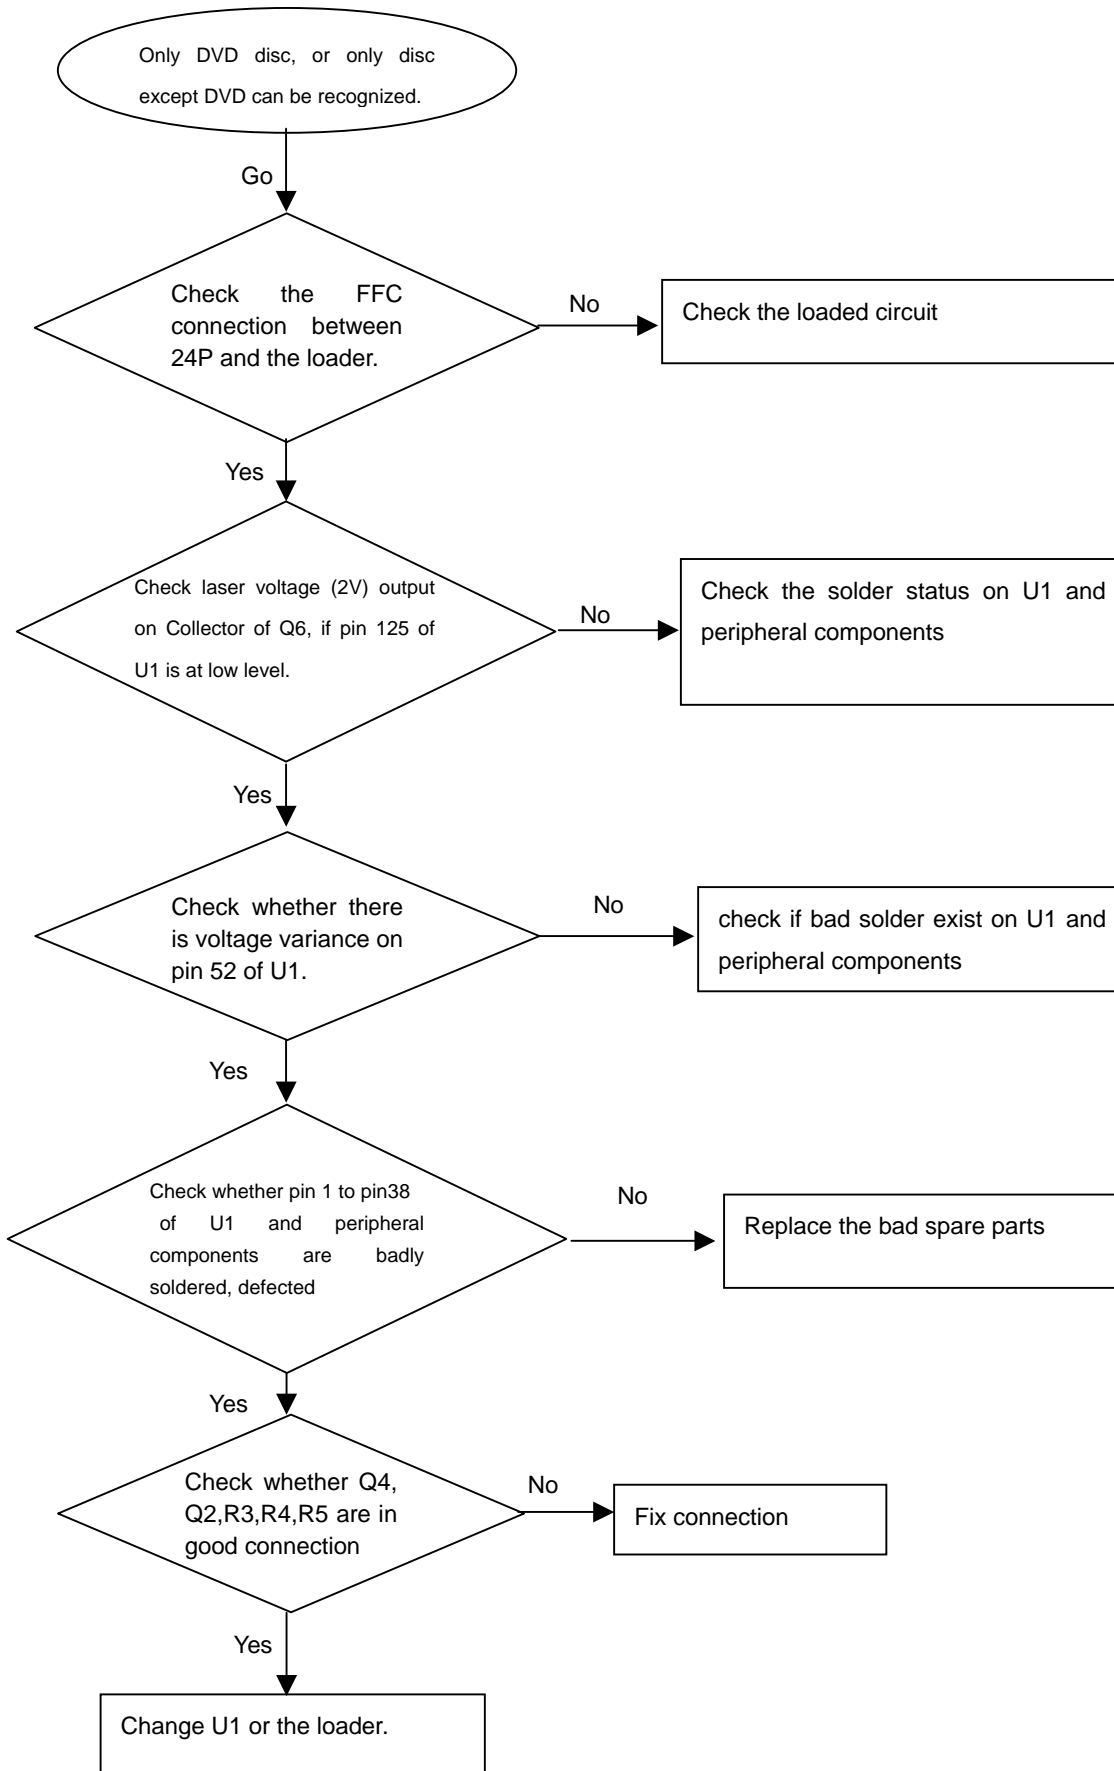 Only DVD disc, or only disc
except DVD can be recognized.
Go
Check the FFC
connection between
24P and the loader.
No
Check the loaded circuit
Yes
Check laser voltage (2V) output
on Collector of Q6, if pin 125 of
U1 is at low level.
No
Check the solder status on U1 and
peripheral components
Yes
Check whether there
is voltage variance on
pin 52 of U1.
No
check if bad solder exist on U1 and
peripheral components
Yes
Check whether pin 1 to pin38
of U1 and peripheral
components are badly
soldered, defected
No
Replace the bad spare parts
Yes
Check whether Q4,
Q2,R3,R4,R5 are in
good connection
No
Fix connection
Yes
Change U1 or the loader.